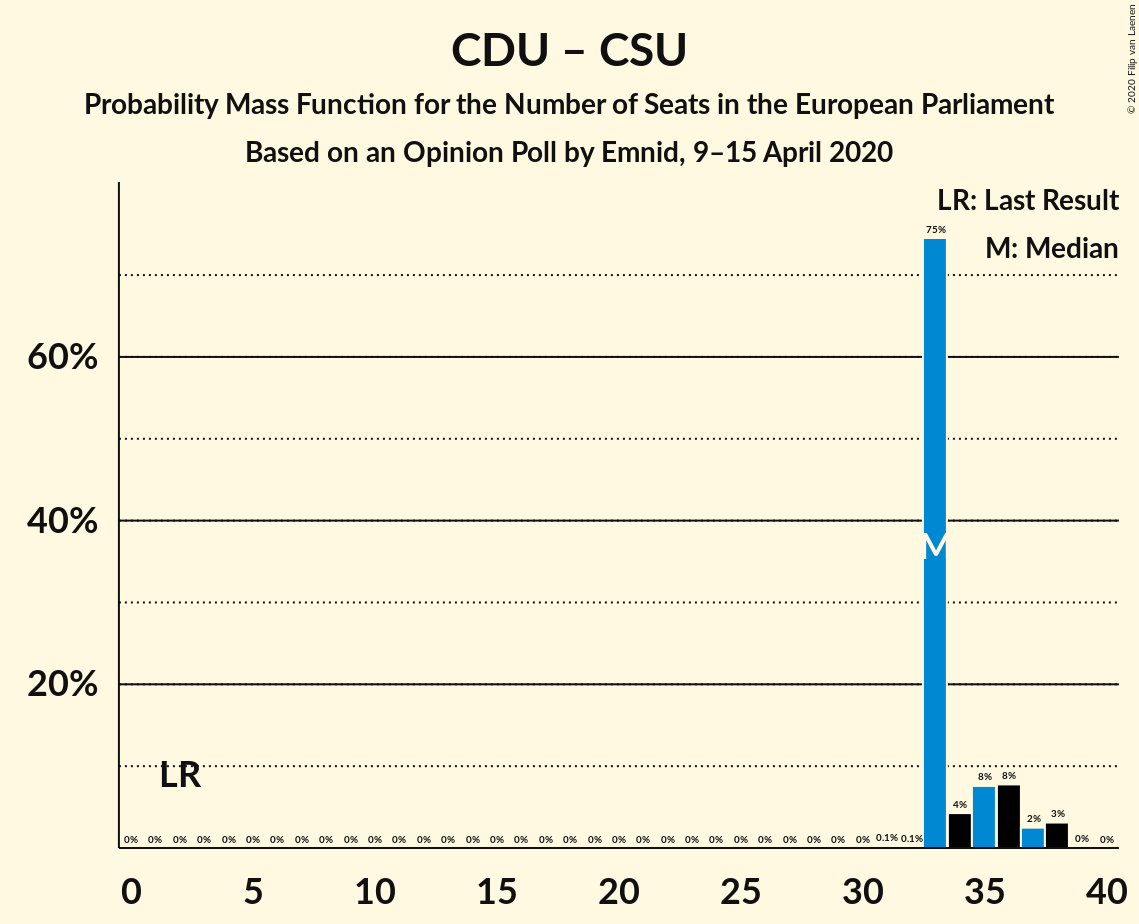 CDU – CSU
Probability Mass Function for the Number of Seats in the European Parliament
Based on an Opinion Poll by Emnid, 9–15 April 2020
© 2020 Filip van Laenen
LR: Last Result
M: Median
75%
60%
40%
M
20%
LR
0% 0% 0% 0% 0% 0% 0% 0% 0% 0% 0% 0% 0% 0% 0% 0% 0% 0% 0% 0% 0% 0% 0% 0% 0% 0% 0% 0% 0% 0% 0% 0.1% 0.1% 4% 8% 8% 2% 3% 0% 0%
0 5 10 15 20 25 30 35 40